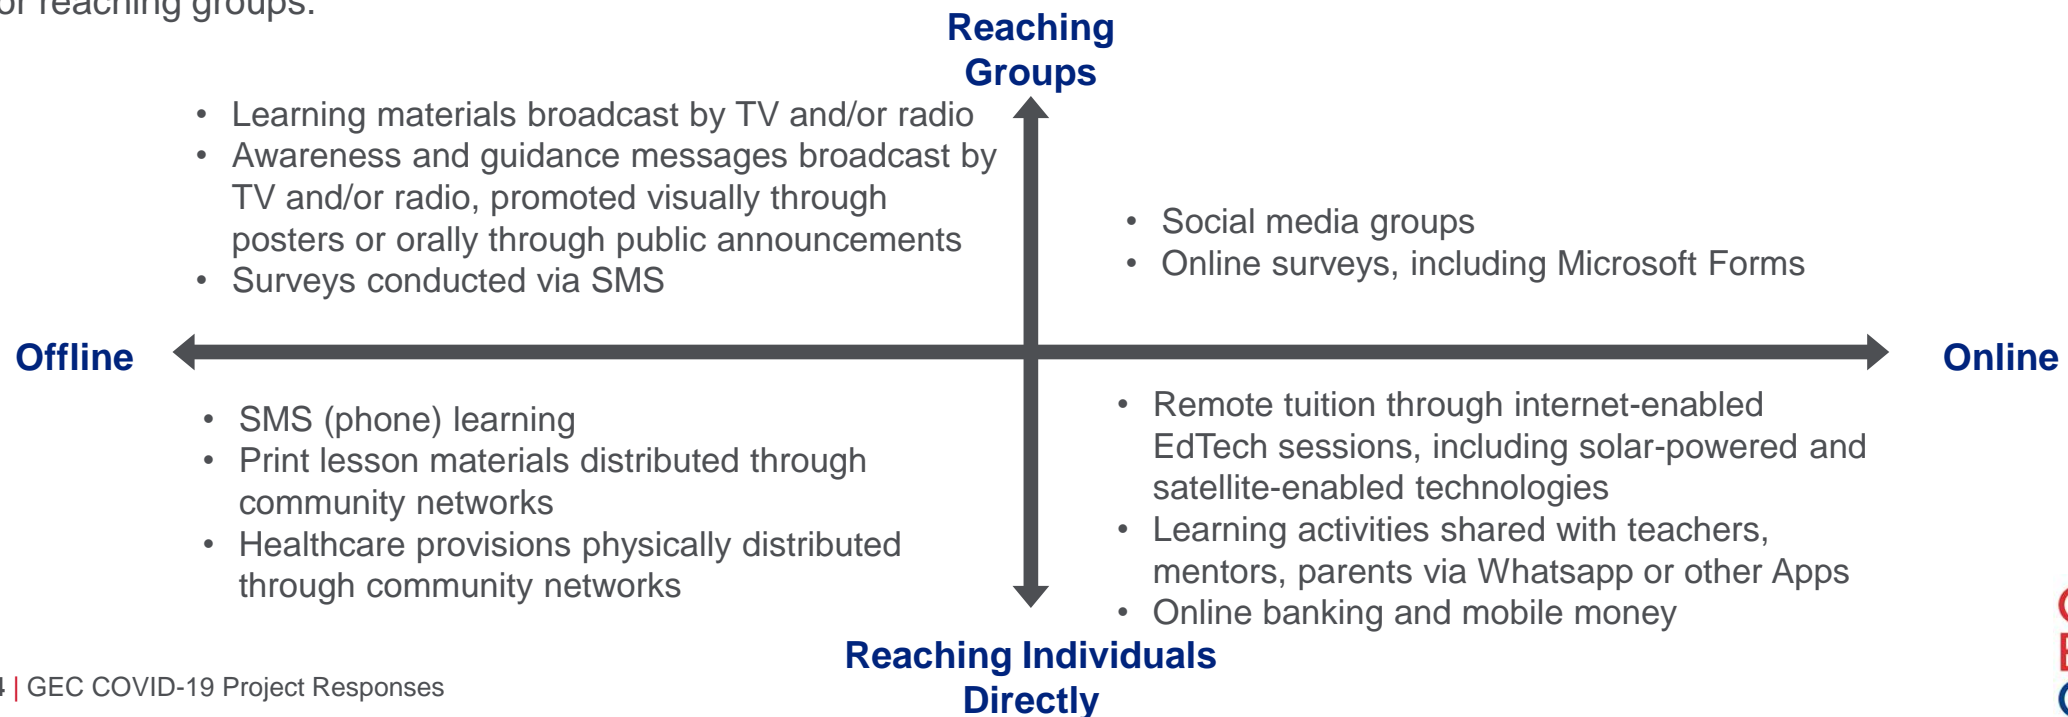 or reaching groups.
Reaching
Groups
• Learning materials broadcast by TV and/or radio
• Awareness and guidance messages broadcast by
TV and/or radio, promoted visually through
posters or orally through public announcements
• Surveys conducted via SMS
• Social media groups
• Online surveys, including Microsoft Forms
Offline
Online
• SMS (phone) learning
• Print lesson materials distributed through
community networks
• Healthcare provisions physically distributed
through community networks
• Remote tuition through internet-enabled
EdTech sessions, including solar-powered and
satellite-enabled technologies
• Learning activities shared with teachers,
mentors, parents via Whatsapp or other Apps
• Online banking and mobile money
Reaching Individuals
Directly
4 | GEC COVID-19 Project Responses